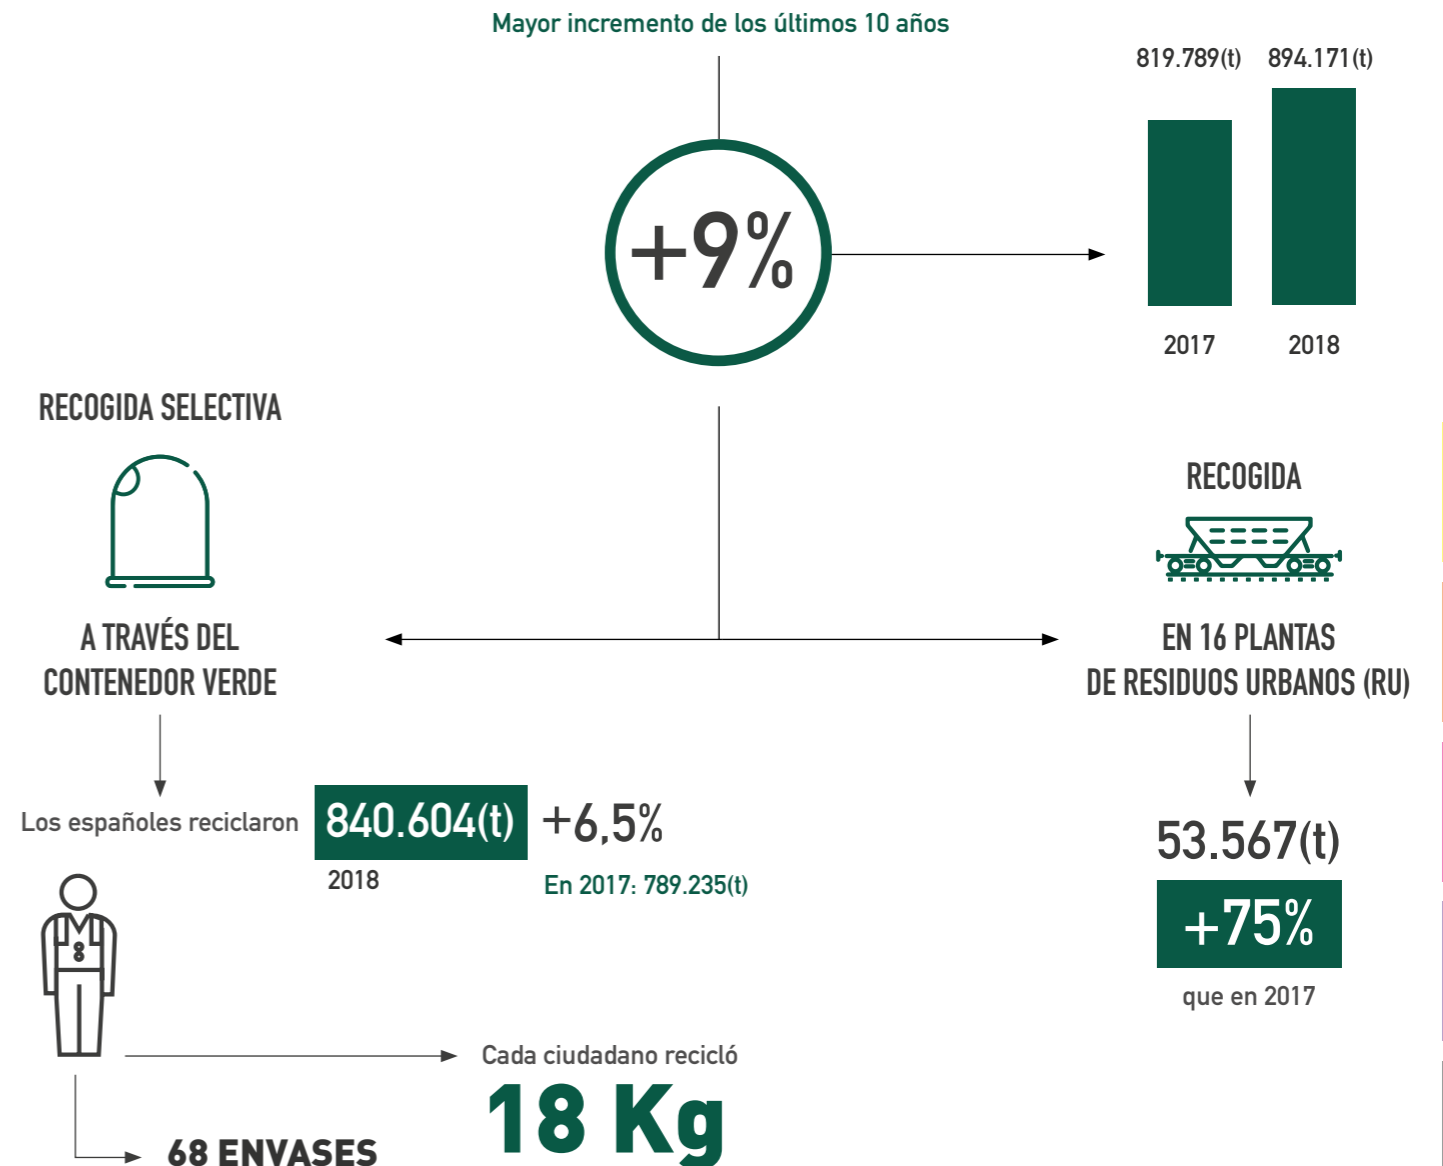 Mayor incremento de los últimos 10 años
819.789(t) 894.171(t)
+9%
2017 2018
RECOGIDA SELECTIVA
A TRAVÉS DEL
CONTENEDOR VERDE
RECOGIDA
EN 16 PLANTAS
DE RESIDUOS URBANOS (RU)
Los españoles reciclaron 840.604(t) +6,5%
2018
En 2017: 789.235(t)
53.567(t)
+75%
que en 2017
Cada ciudadano recicló
18 Kg
68 ENVASES